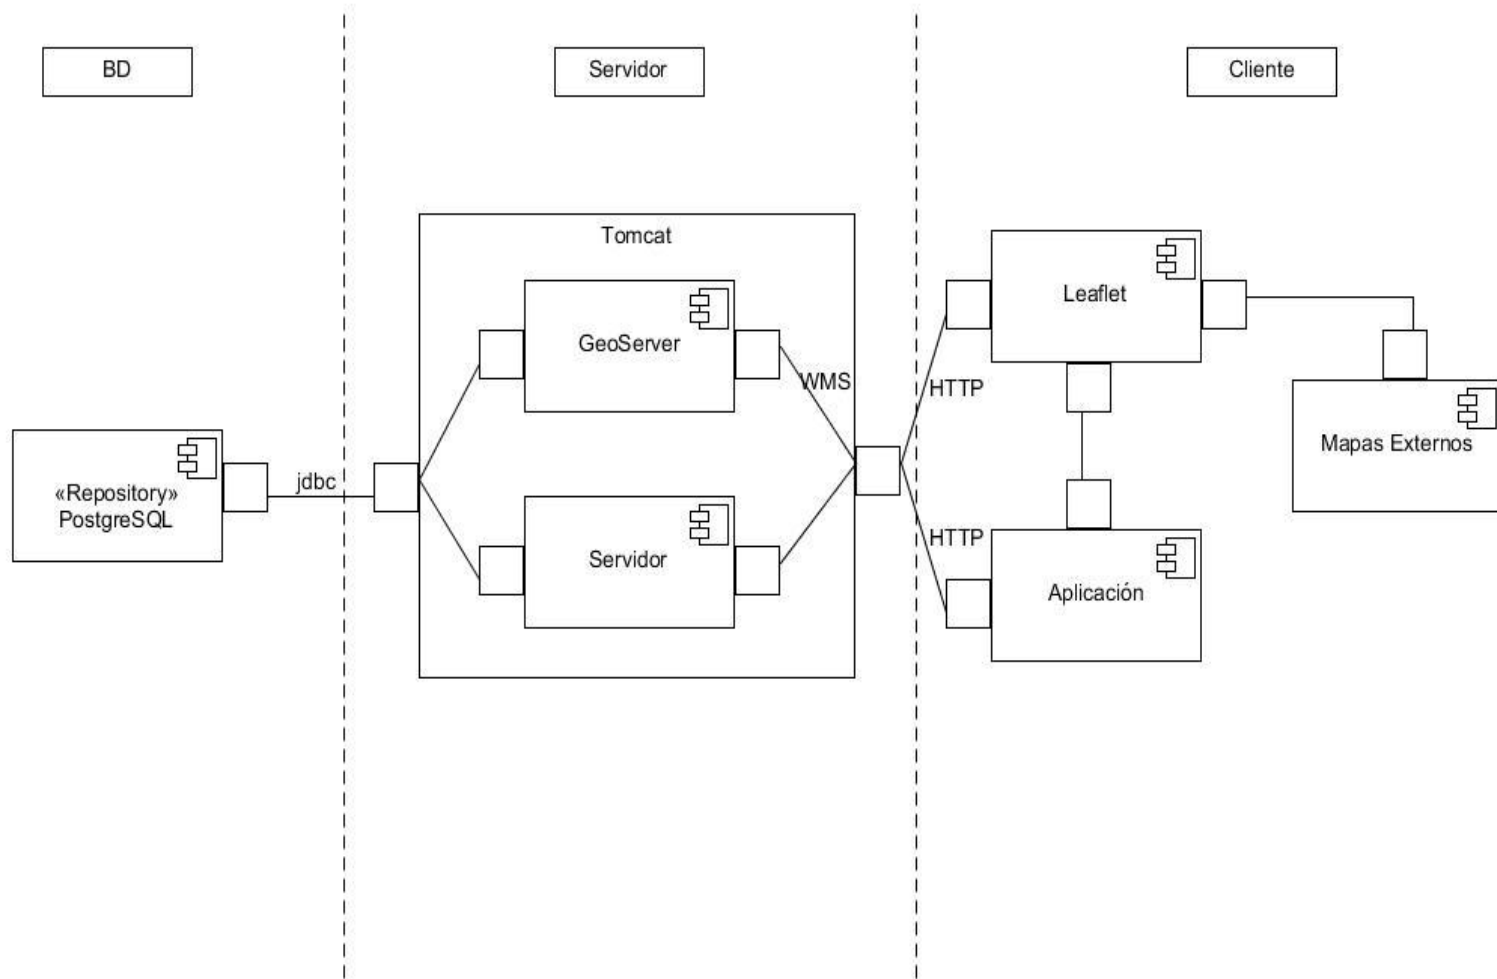 BD
Servidor
Cliente
Tomcat
GeoServer
WMS
Servidor
«Repository»
PostgreSQL
jdbc
HTTP
HTTP
Leaflet
Aplicación
Mapas Externos